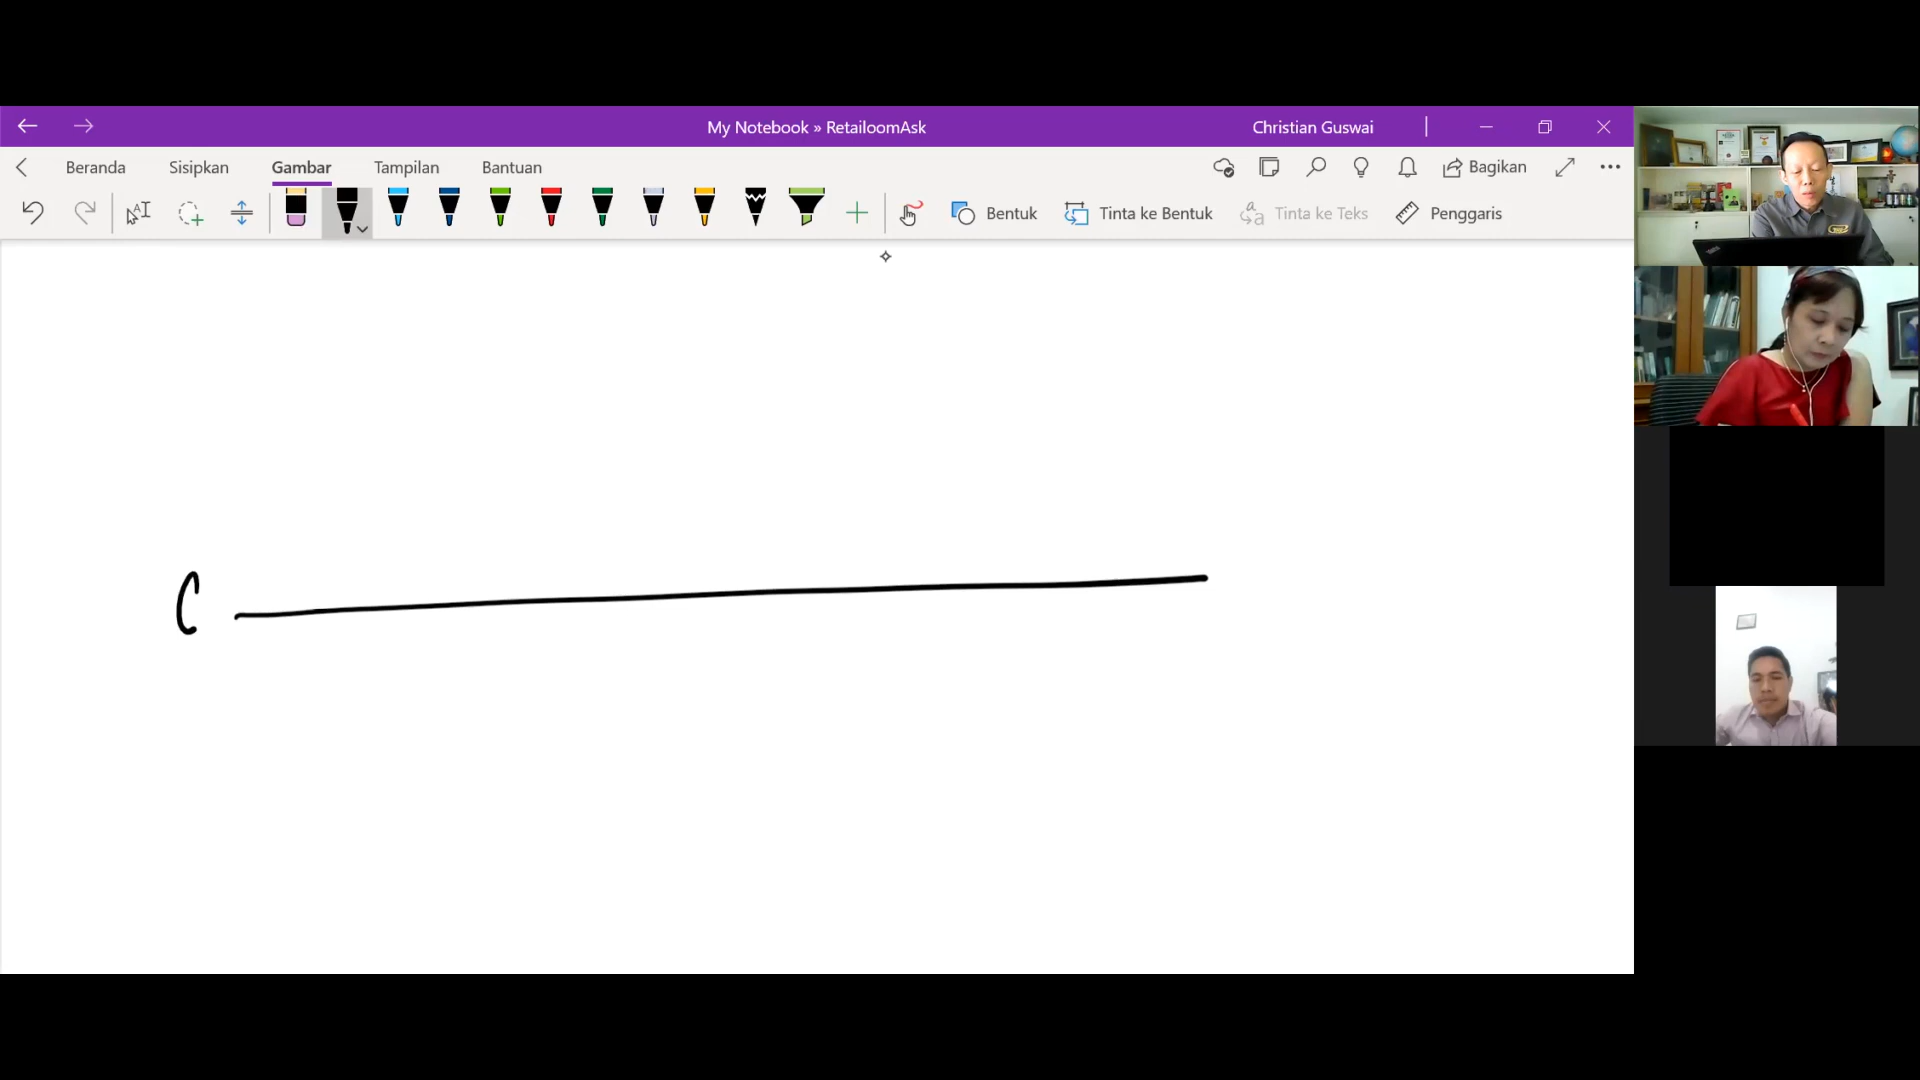 My Notebook » RetailoomAsk
Christian Guswai
Beranda
Sisipkan
Gambar
Tampilan
Bantuan
Bagikan
Bentuk
Tinta ke Bentuk
Tinta ke Teks
Penggaris
C